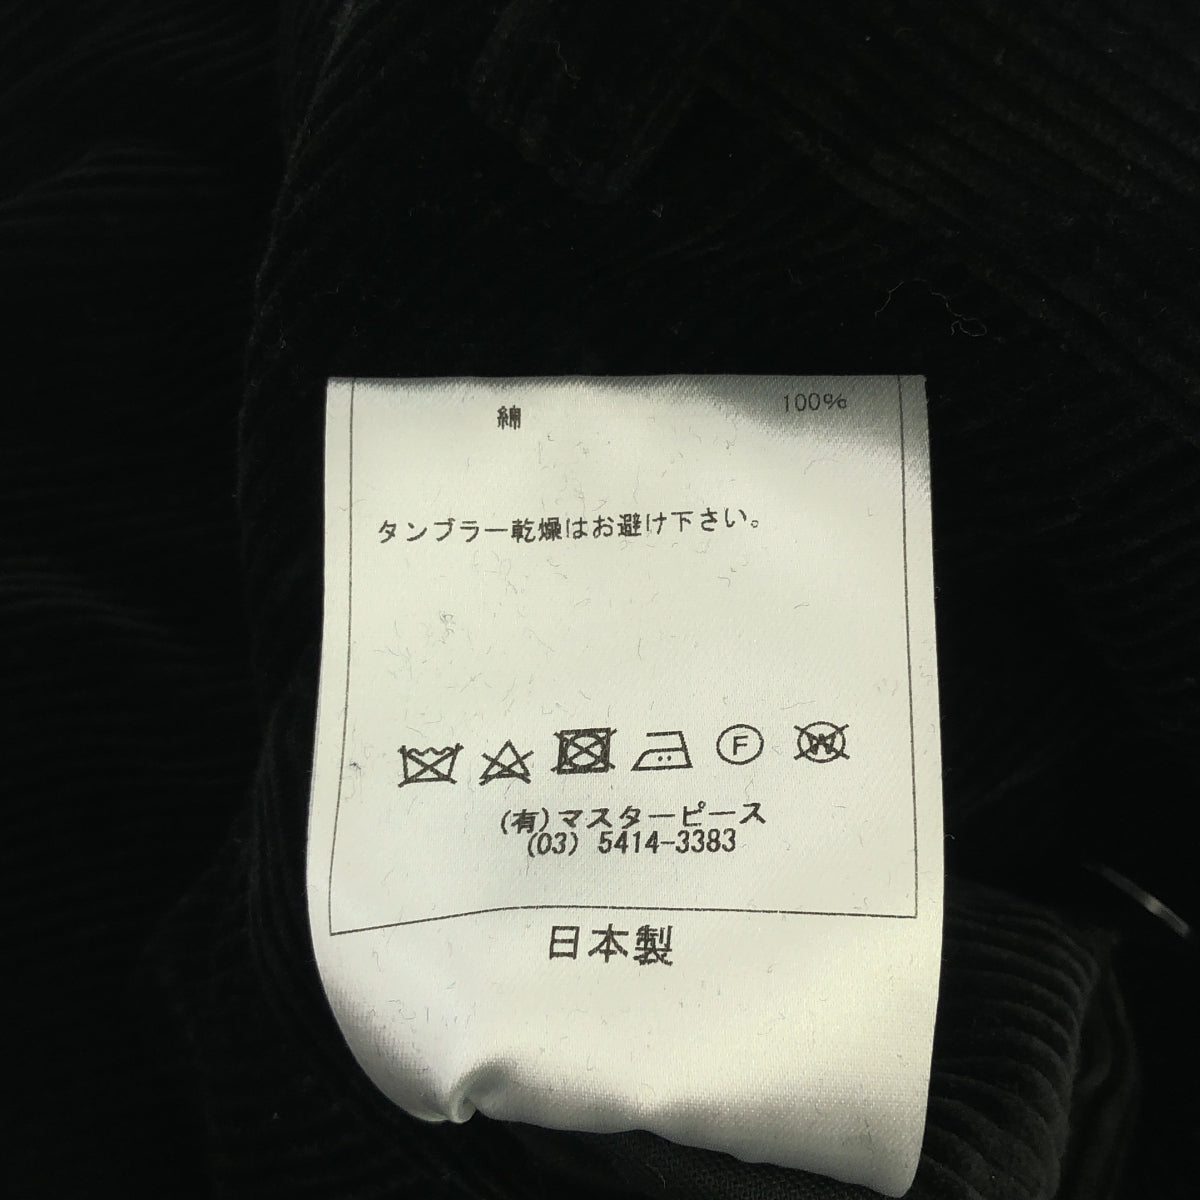 綿 100%
タンブラー乾燥はお避け下さい。
F W
(有)マスターピース
(03) 5414-3383
日本製